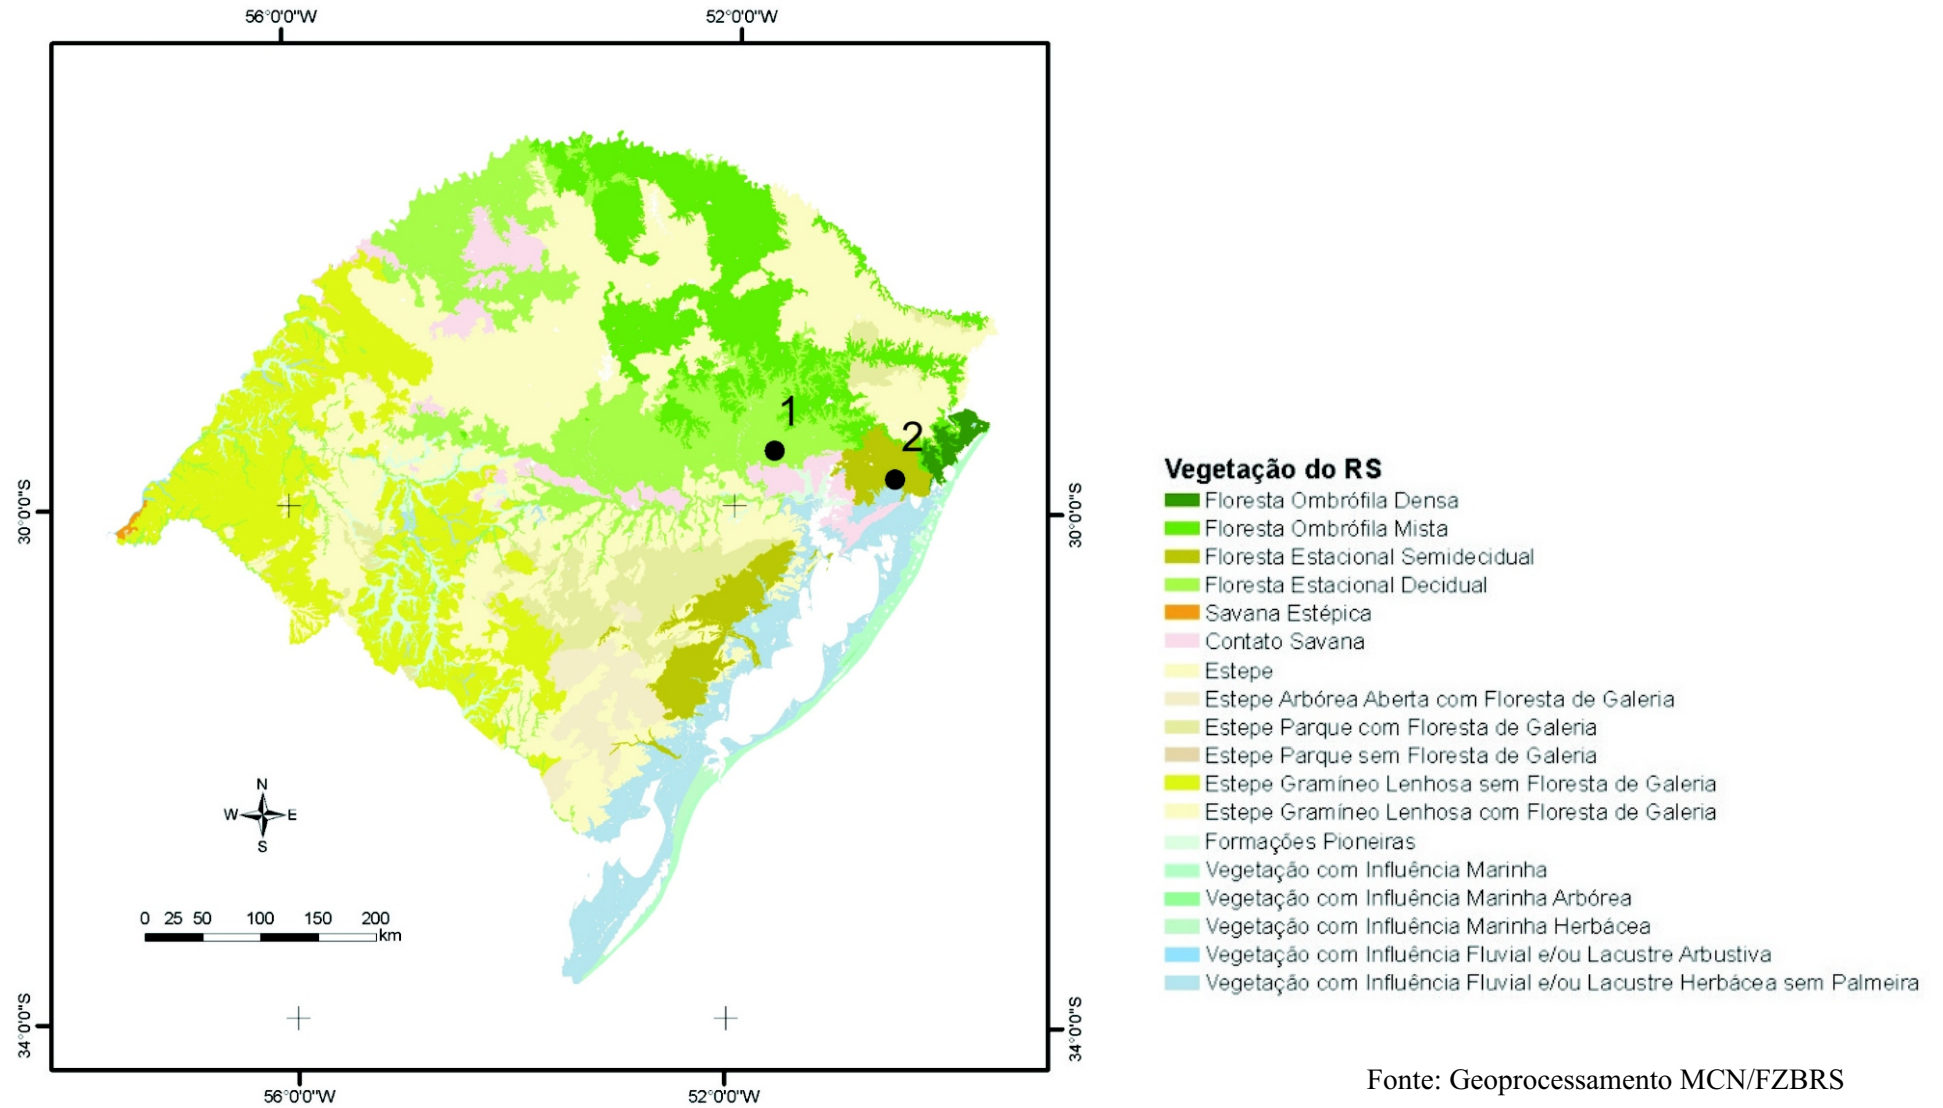 56°0'0"W
52°0'0"W
30°0'0"S
30°0'0"S
1
2
N
W
E
S
0 25 50 100 150 200
km
34°0'0"S
34°0'0"S
56°0'0"W
52°0'0"W
Vegetação do RS
Floresta Ombrófila Densa
Floresta Ombrófila Mista
Floresta Estacional Semidecidual
Floresta Estacional Decidual
Savana Estépica
Contato Savana
Estepe
Estepe Arbórea Aberta com Floresta de Galeria
Estepe Parque com Floresta de Galeria
Estepe Parque sem Floresta de Galeria
Estepe Gramíneo Lenhosa sem Floresta de Galeria
Estepe Gramíneo Lenhosa com Floresta de Galeria
Formações Pioneiras
Vegetação com Influência Marinha
Vegetação com Influência Marinha Arbórea
Vegetação com Influência Marinha Herbácea
Vegetação com Influência Fluvial e/ou Lacustre Arbustiva
Vegetação com Influência Fluvial e/ou Lacustre Herbácea sem Palmeira
Fonte: Geoprocessamento MCN/FZBRS